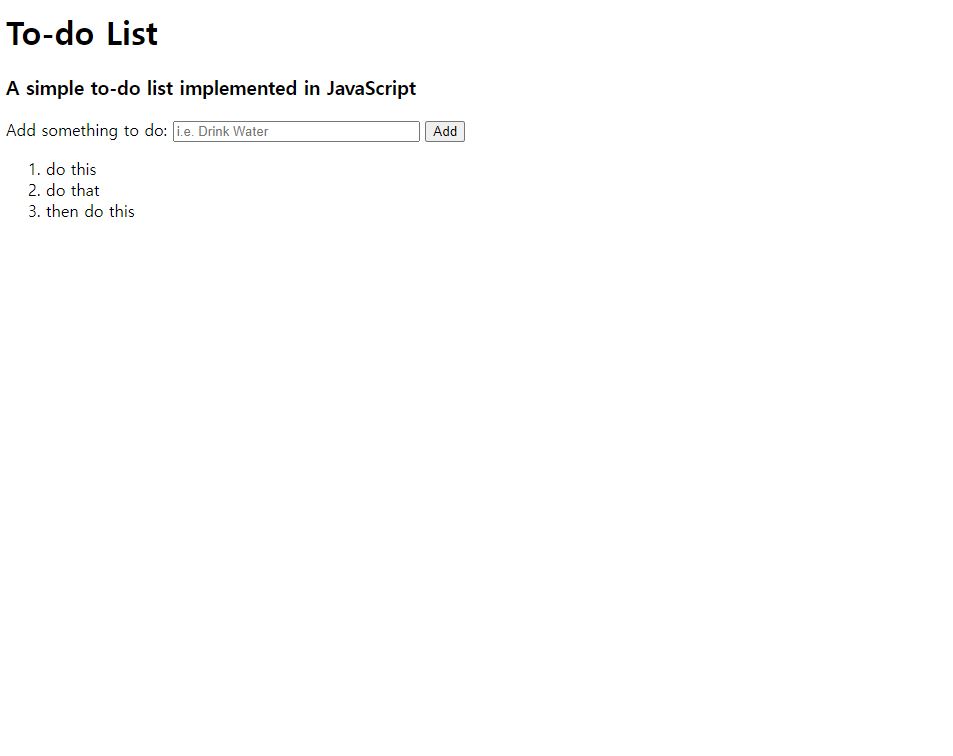 To-do List
A simple to-do list implemented in JavaScript
Add something to do: i.e. Drink Water Add
1. do this
2. do that
3. then do this